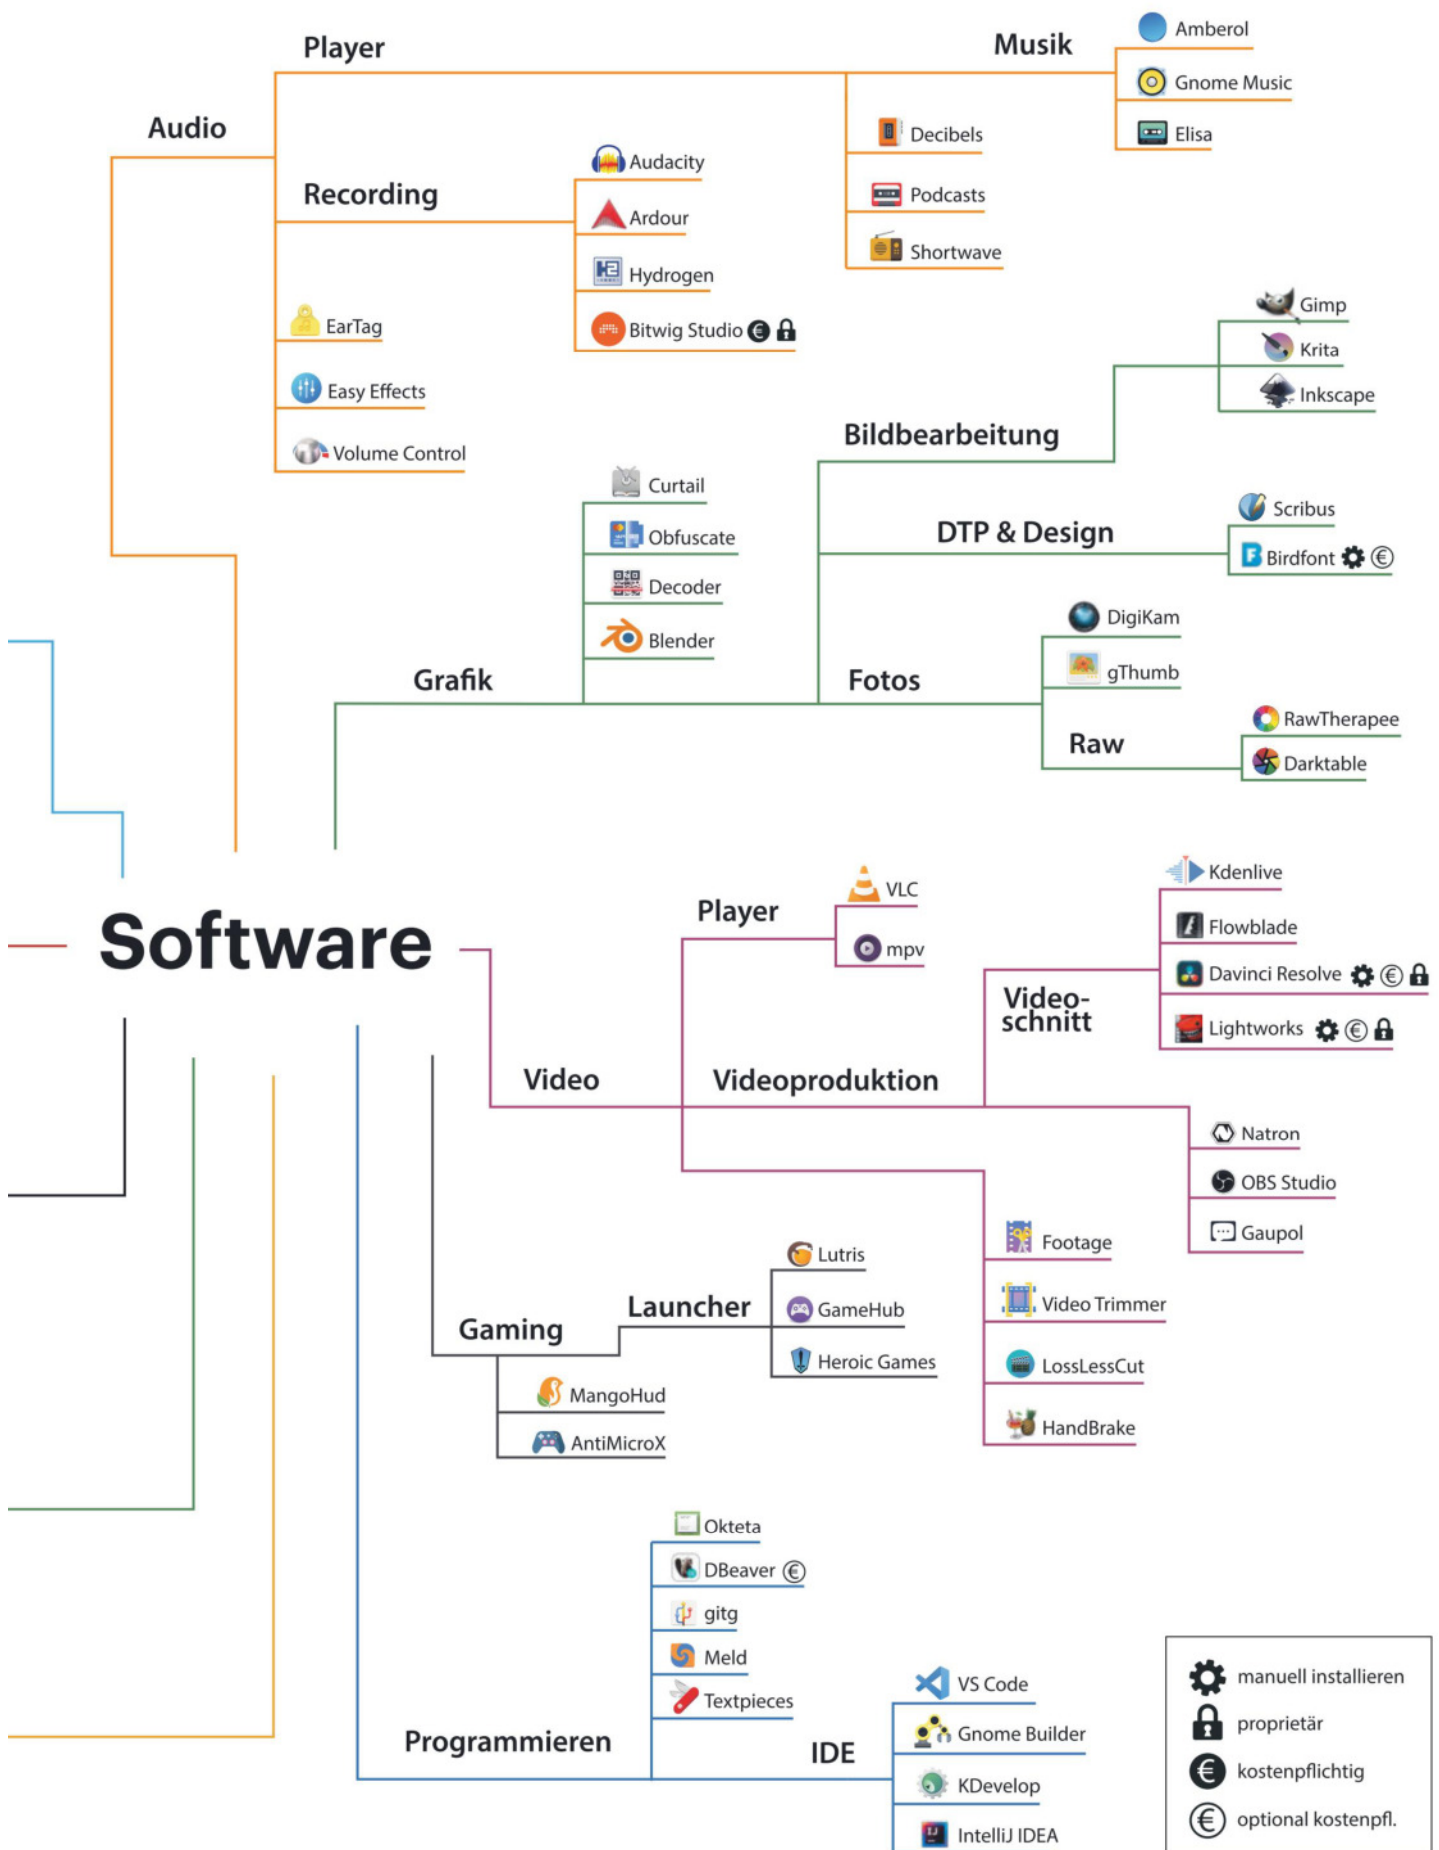 Player
Musik
Amberol
Gnome Music
Elisa
Audio
Decibels
Podcasts
Shortwave
Recording
Audacity
Ardour
Hydrogen
Bitwig Studio €
EarTag
Easy Effects
Volume Control
Gimp
Krita
Inkscape
Bildbearbeitung
Curtail
Obfuscate
Decoder
Blender
DTP & Design
Scribus
Birdfont €
Grafik
Fotos
DigiKam
gThumb
Raw
RawTherapee
Darktable
Software
Player
VLC
mpv
Video-
schnitt
Kdenlive
Flowblade
Davinci Resolve €
Lightworks €
Video
Videoproduktion
Natron
OBS Studio
Gaupol
Footage
Video Trimmer
LossLessCut
HandBrake
Gaming
Launcher
Lutris
GameHub
Heroic Games
MangoHud
AntiMicroX
Okteta
DBeaver €
gitg
Meld
Textpieces
Programmieren
IDE
VS Code
Gnome Builder
KDevelop
IntelliJ IDEA
manuell installieren
proprietär
€ kostenpflichtig
€ optional kostenpfl.